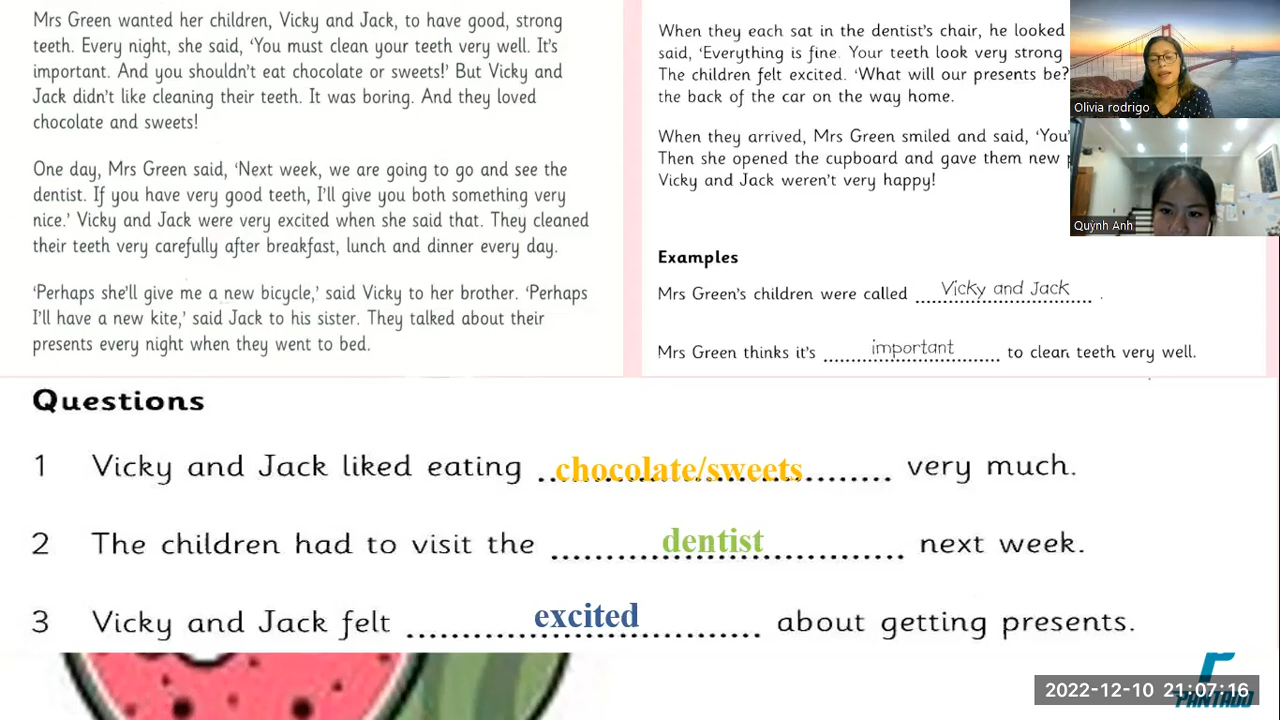 Mrs Green wanted her children, Vicky and Jack, to have good, strong
teeth. Every night, she said, ‘You must clean your teeth very well. It’s
important. And you shouldn’t eat chocolate or sweets!’ But Vicky and
Jack didn’t like cleaning their teeth. It was boring. And they loved
chocolate and sweets!
One day, Mrs Green said, ‘Next week, we are going to go and see the
dentist. If you have very good teeth, I’ll give you both something very
nice.’ Vicky and Jack were very excited when she said that. They cleaned
their teeth very carefully after breakfast, lunch and dinner every day.
‘Perhaps she’ll give me a new bicycle,’ said Vicky to her brother. ‘Perhaps
I’ll have a new kite,’ said Jack to his sister. They talked about their
presents every night when they went to bed.
When they each sat in the dentist’s chair, he looked
said, ‘Everything is fine. Your teeth look very strong
The children felt excited. ‘What will our presents be?
the back of the car on the way home.
When they arrived, Mrs Green smiled and said, ‘You’
Then she opened the cupboard and gave them new
Vicky and Jack weren’t very happy!
Examples
Mrs Green’s children were called Vicky and Jack .
Mrs Green thinks it’s important to clean teeth very well.
Olivia rodrigo
Quỳnh Anh
Questions
1 Vicky and Jack liked eating chocolate/sweets very much.
2 The children had to visit the dentist next week.
3 Vicky and Jack felt excited about getting presents.
2022-12-10 21:07:16
PANTADO